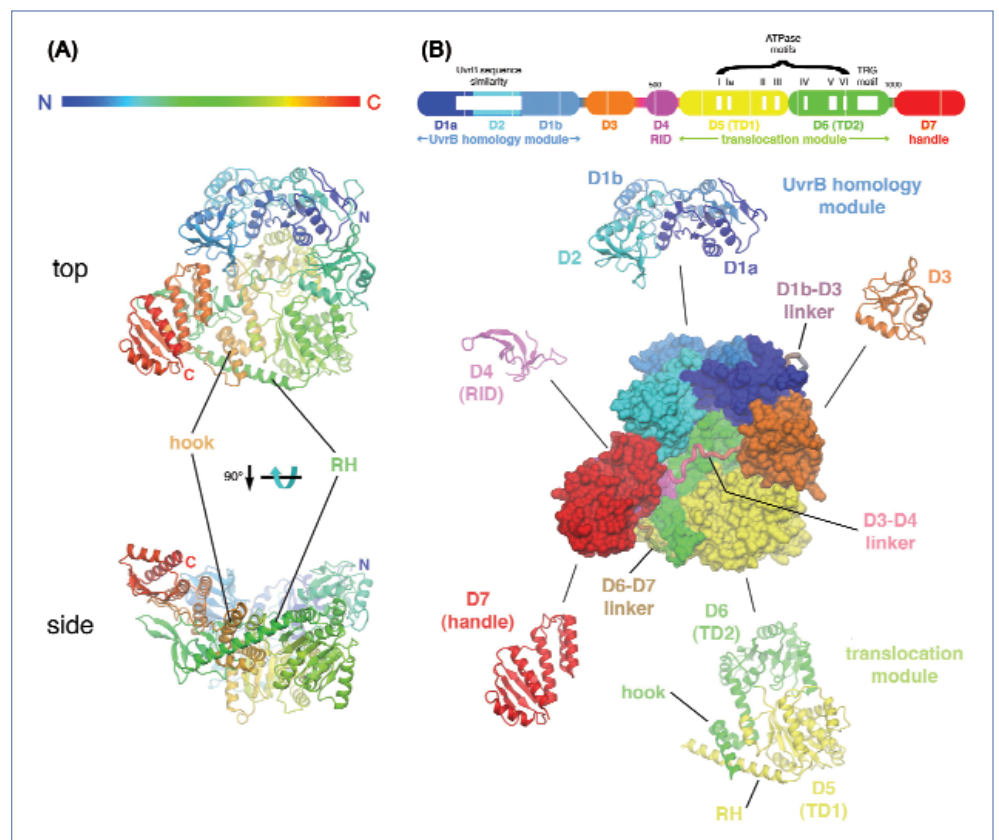 (A)
N
C
top
N
C
hook
90°
RH
C
N
side
(B)
ATPase
motifs
UvrB sequence
similarity
I Ia II III IV V VI
TRG
motif
500
1000
D1a D2 D1b D3 D4 D5 (TD1) D6 (TD2) D7
UvrB homology module
RID
translocation module
handle
D1b
UvrB homology
module
D2
D1a
D1b-D3
linker
D3
D4
(RID)
D3-D4
linker
D6-D7
linker
D7
(handle)
D6
(TD2)
translocation
module
hook
D5
(TD1)
RH